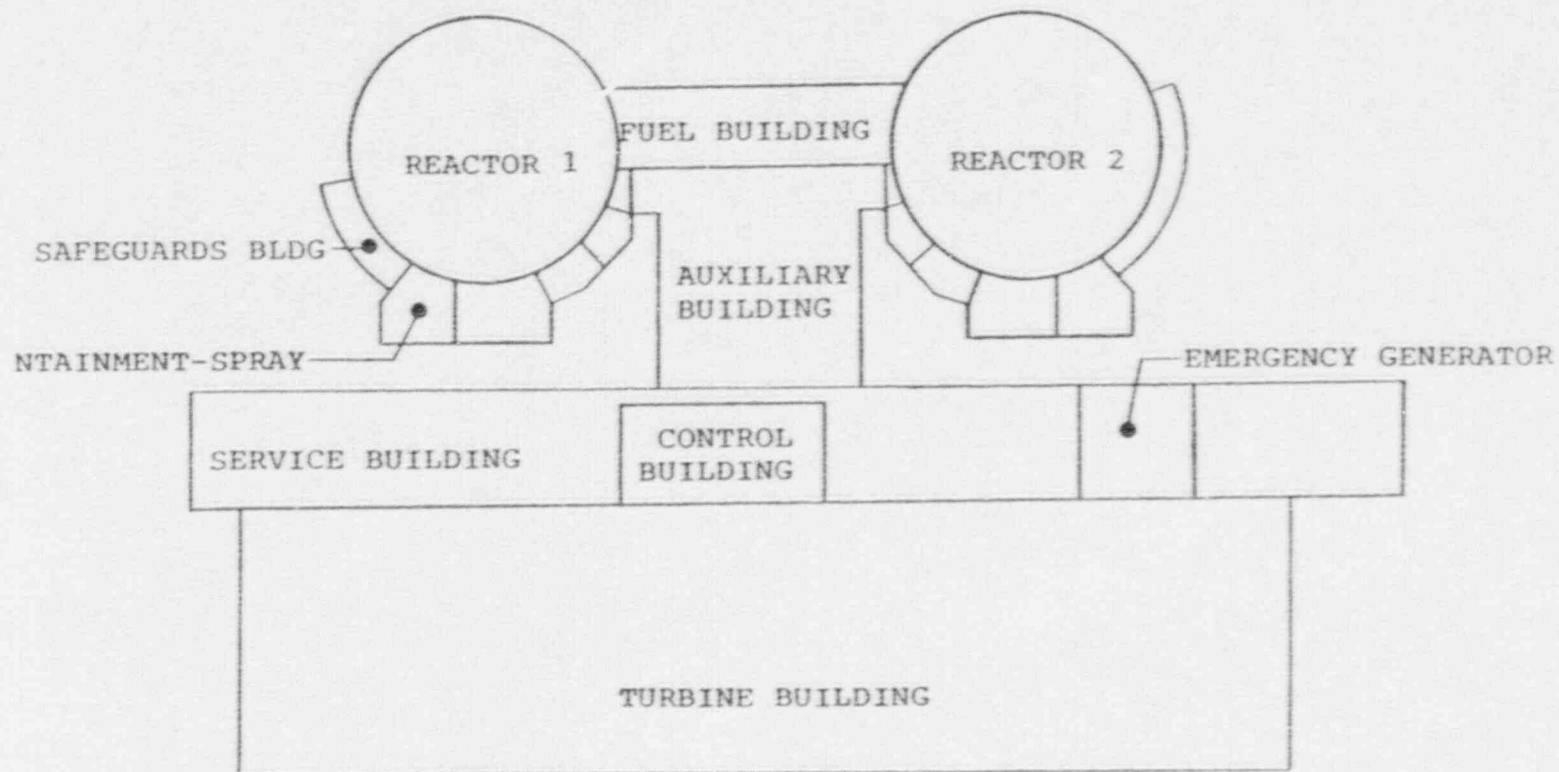 REACTOR 1
FUEL BUILDING
REACTOR 2
SAFEGUARDS BLDG
AUXILIARY
BUILDING
NTAINMENT-SPRAY
EMERGENCY GENERATOR
SERVICE BUILDING
CONTROL
BUILDING
TURBINE BUILDING